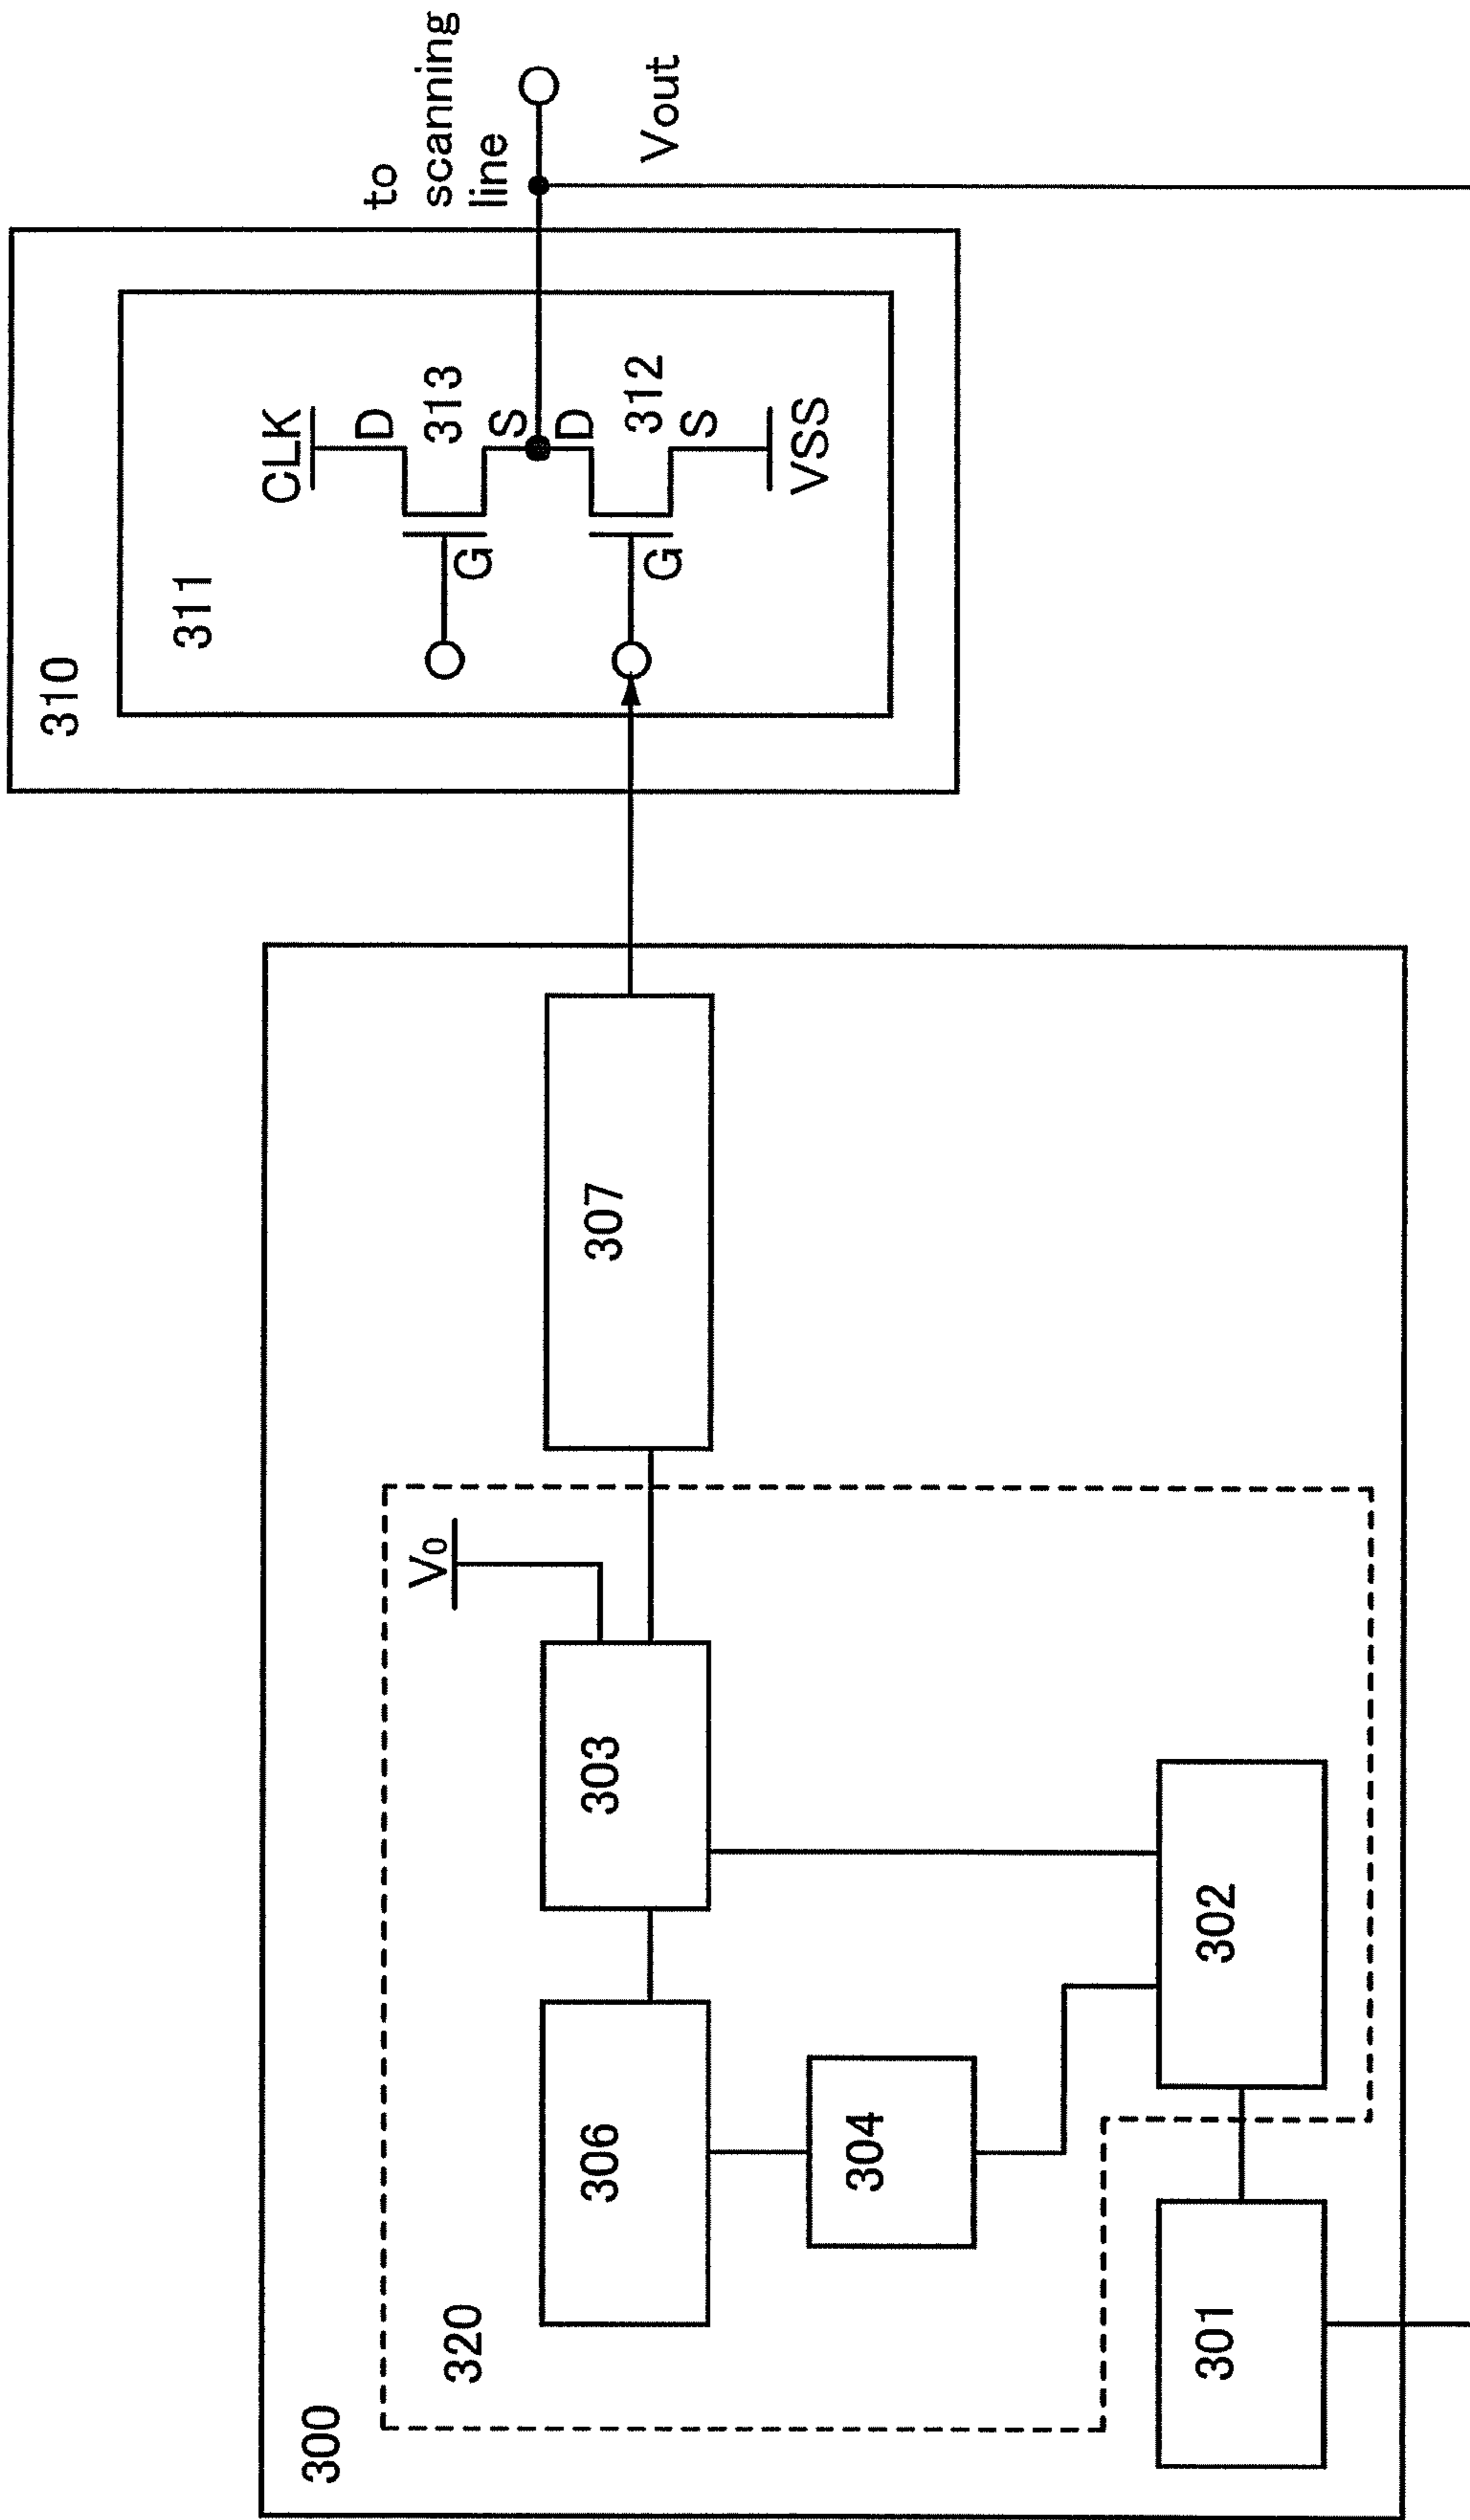 300
320
306
303
V0
307
304
301
302
310
311
CLK
D
313
G
S
D
312
G
S
VSS
to
scanning
line
Vout